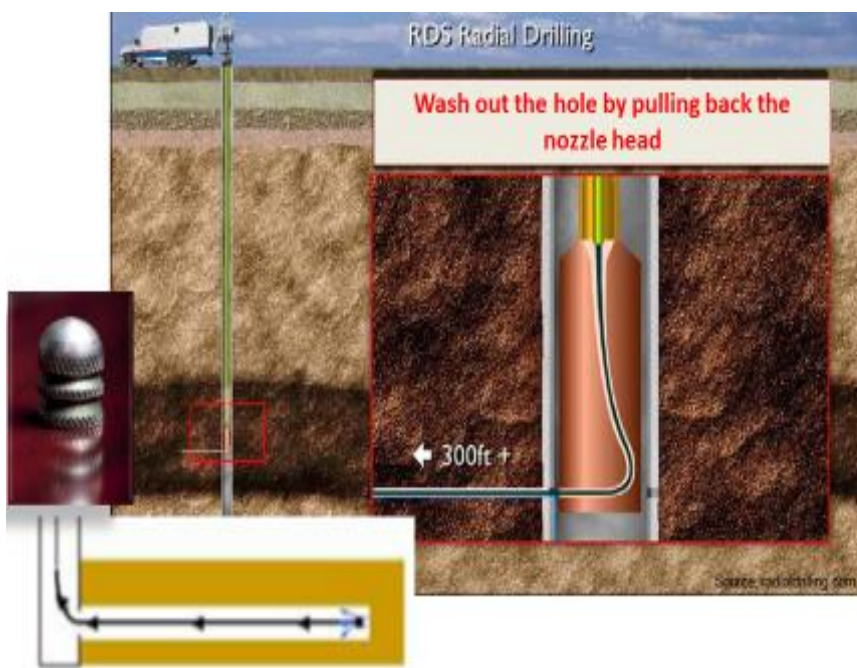 RDS Radial Drilling
Wash out the hole by pulling back the
nozzle head
300ft +
Source: radialdrilling.com